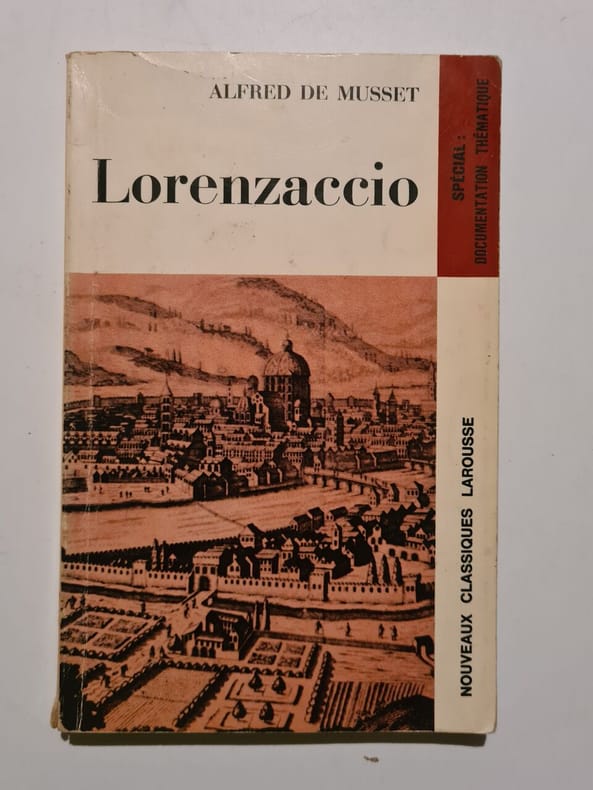 ALFRED DE MUSSET
Lorenzaccio
SPÉCIAL :
DOCUMENTATION THÉMATIQUE
NOUVEAUX CLASSIQUES LAROUSSE